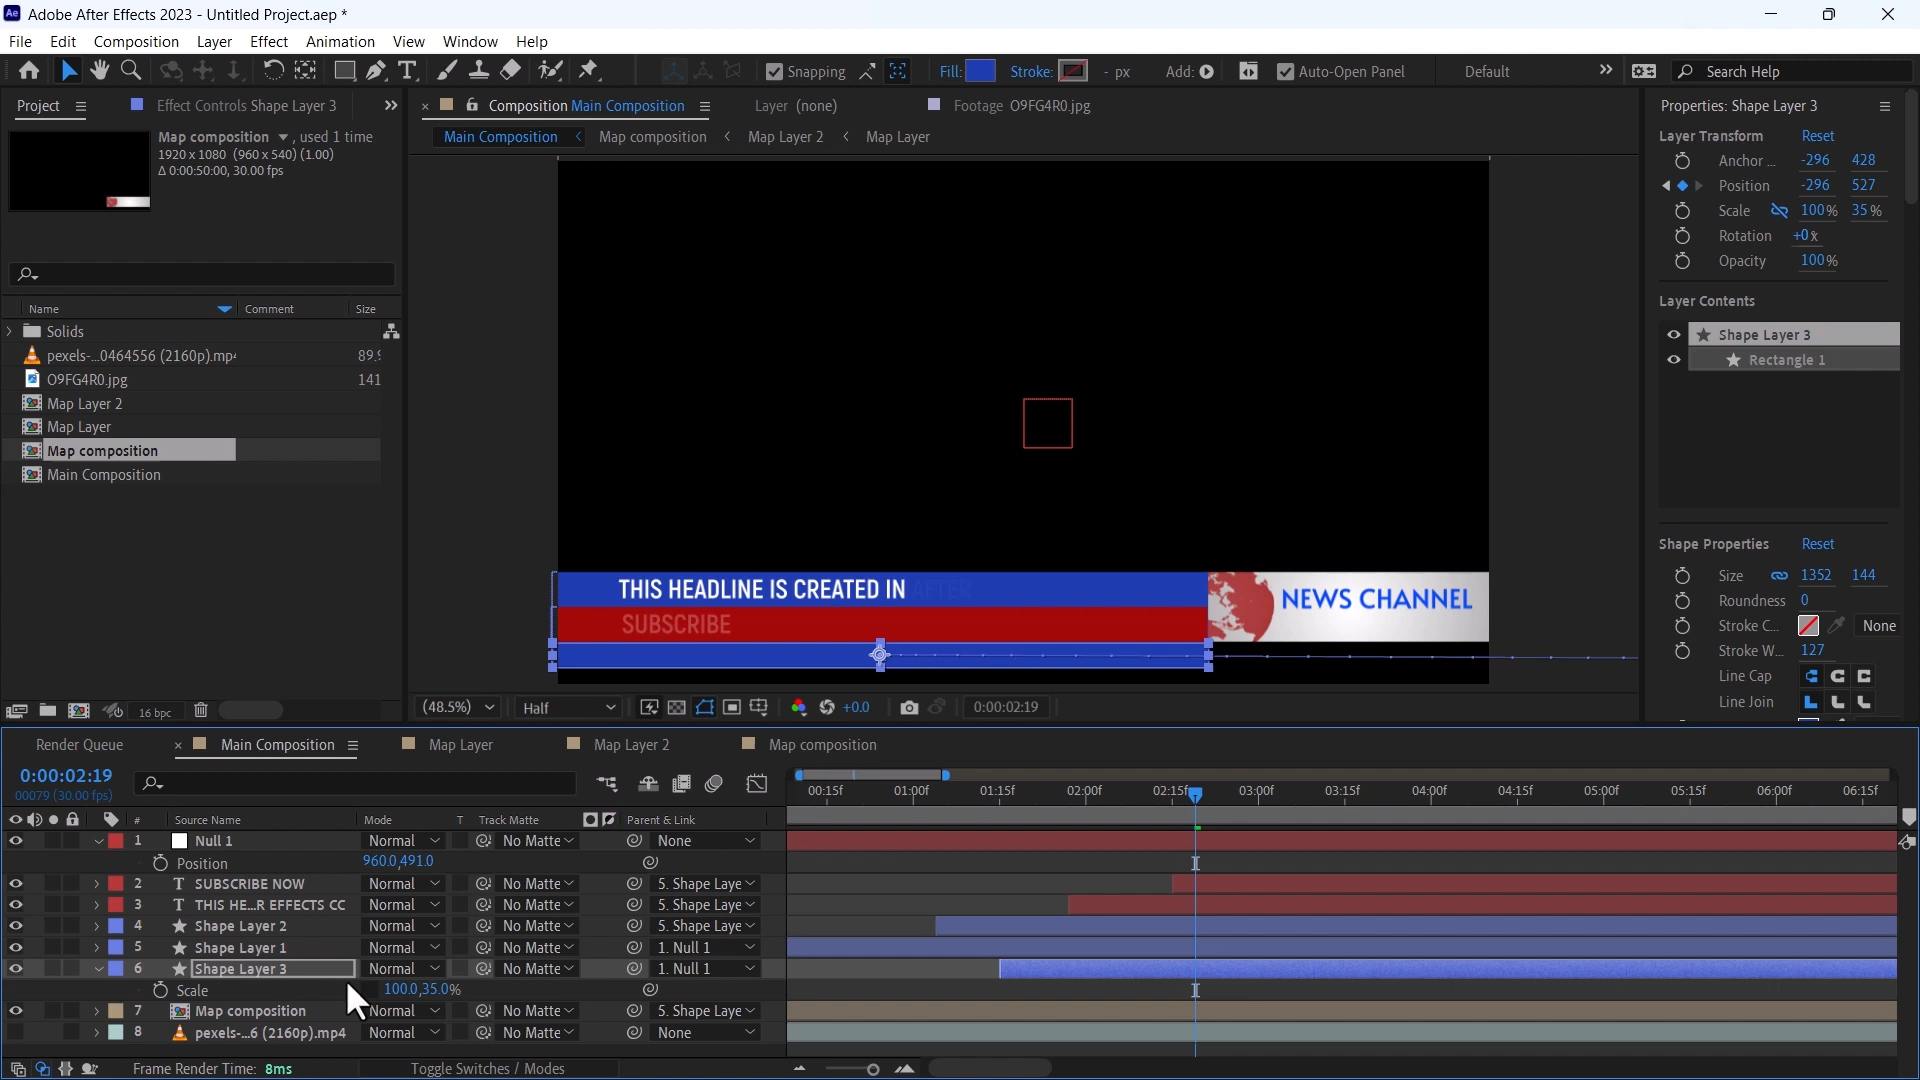 Adobe After Effects 2023 - Untitled Project.aep *
File Edit Composition Layer Effect Animation View Window Help
Snapping Fill: Stroke: - px Add: Auto-Open Panel Default Search Help
Project Effect Controls Shape Layer 3 Composition Main Composition Layer (none) Footage O9FG4R0.jpg
Main Composition Map composition Map Layer 2 Map Layer
Map composition , used 1 time
1920 x 1080 (960 x 540) (1.00)
Δ 0:00:50:00, 30.00 fps
Name Comment Size
Solids
pexels-...0464556 (2160p).mp4 89.9
O9FG4R0.jpg 141
Map Layer 2
Map Layer
Map composition
Main Composition
16 bpc
THIS HEADLINE IS CREATED IN AFTER
SUBSCRIBE
NEWS CHANNEL
(48.5%) Half +0.0 0:00:02:19
Properties: Shape Layer 3
Layer Transform Reset
Anchor ... -296 428
Position -296 527
Scale 100% 35%
Rotation +0x
Opacity 100%
Layer Contents
Shape Layer 3
Rectangle 1
Shape Properties Reset
Size 1352 144
Roundness 0
Stroke C... None
Stroke W... 127
Line Cap
Line Join
Render Queue Main Composition Map Layer Map Layer 2 Map composition
0:00:02:19
00079 (30.00 fps)
00:15f 01:00f 01:15f 02:00f 02:15f 03:00f 03:15f 04:00f 04:15f 05:00f 05:15f 06:00f 06:15f
# Source Name Mode T Track Matte Parent & Link
1 Null 1 Normal No Matte None
Position 960.0,491.0
2 T SUBSCRIBE NOW Normal No Matte 5. Shape Laye
3 T THIS HE...R EFFECTS CC Normal No Matte 5. Shape Laye
4 Shape Layer 2 Normal No Matte 5. Shape Laye
5 Shape Layer 1 Normal No Matte 1. Null 1
6 Shape Layer 3 Normal No Matte 1. Null 1
Scale 100.0,35.0%
7 Map composition Normal No Matte 5. Shape Laye
8 pexels-...6 (2160p).mp4 Normal No Matte None
Frame Render Time: 8ms Toggle Switches / Modes